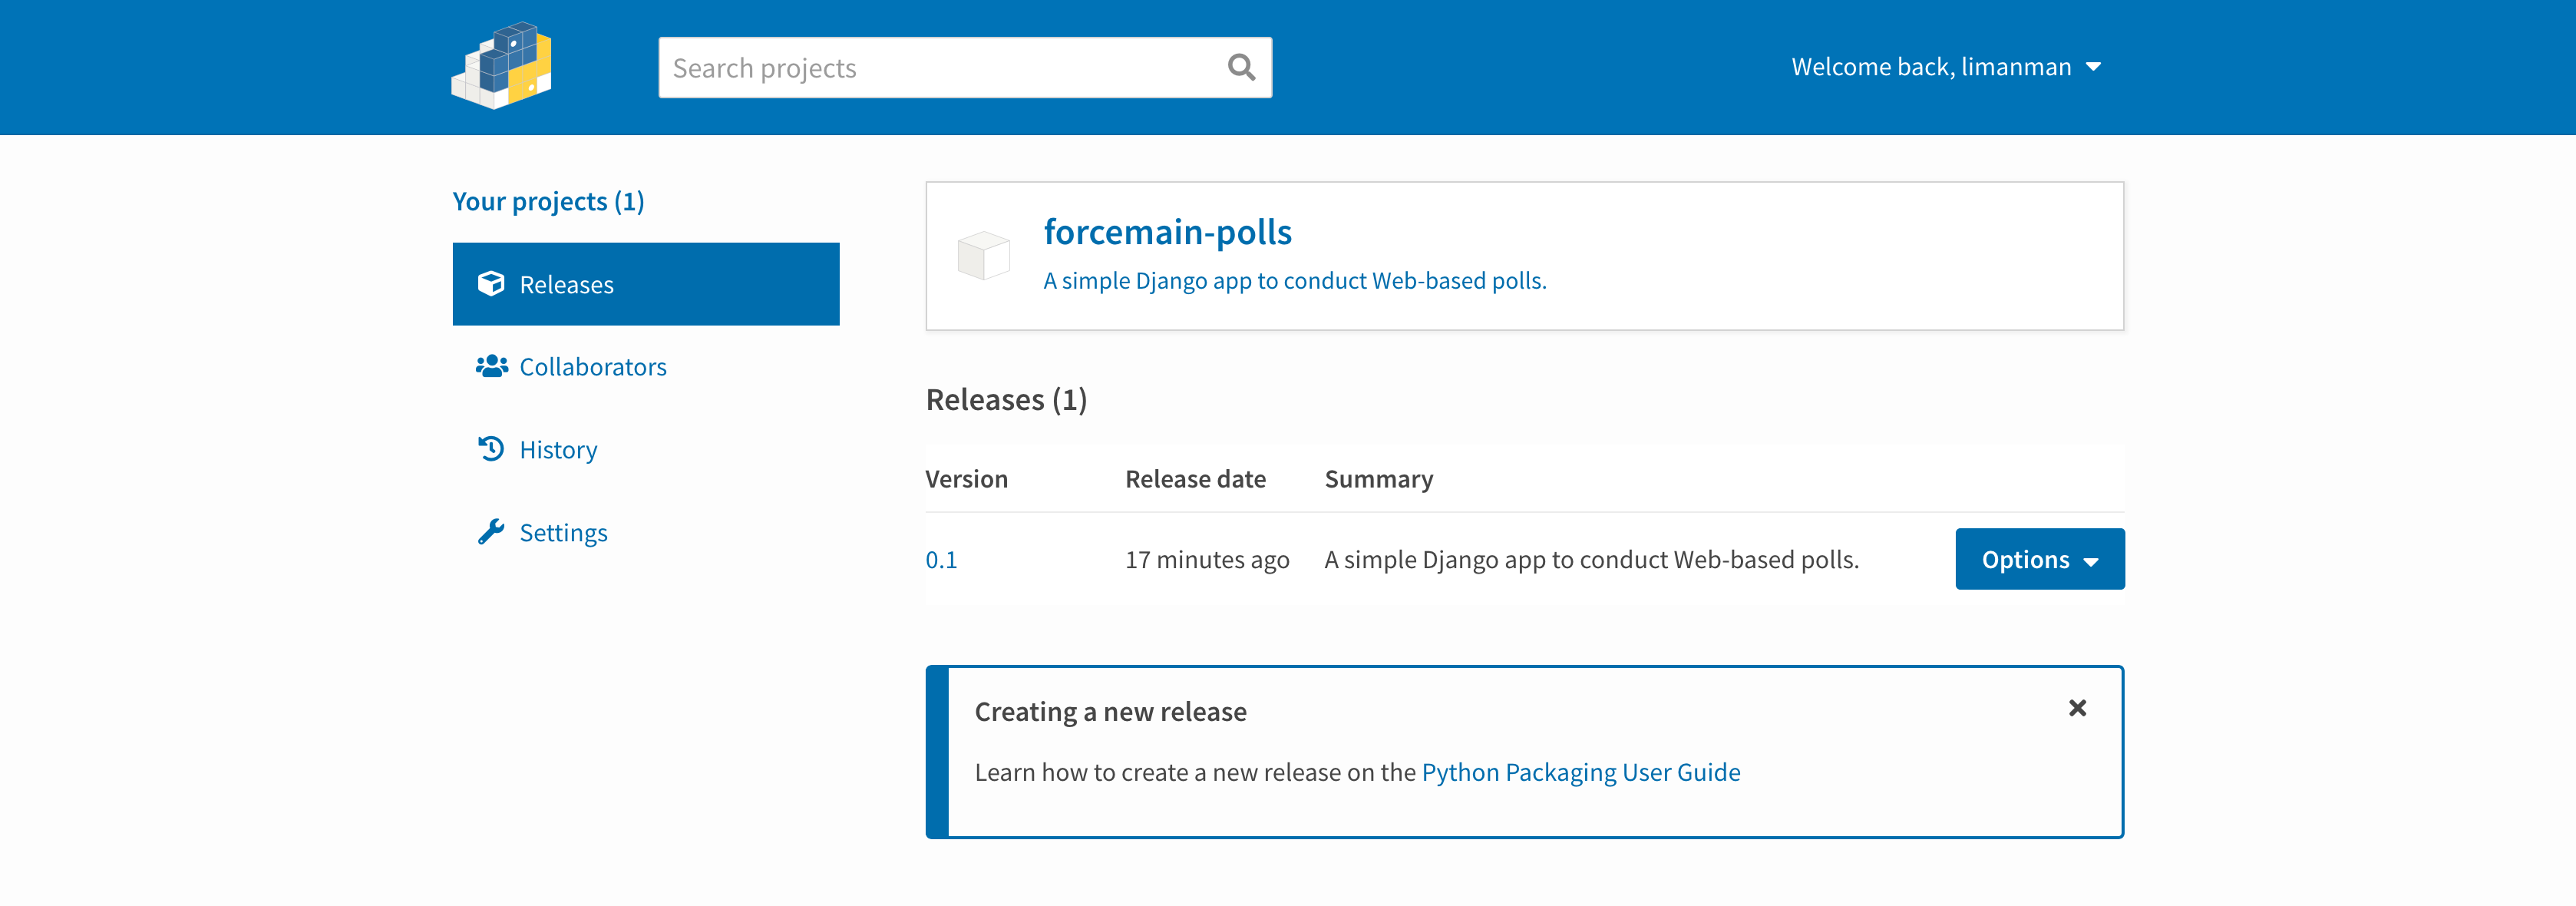 Search projects
Welcome back, limanman
Your projects (1)
Releases
Collaborators
History
Settings
forcemain-polls
A simple Django app to conduct Web-based polls.
Releases (1)
Version Release date Summary
0.1 17 minutes ago A simple Django app to conduct Web-based polls. Options
Creating a new release
Learn how to create a new release on the Python Packaging User Guide